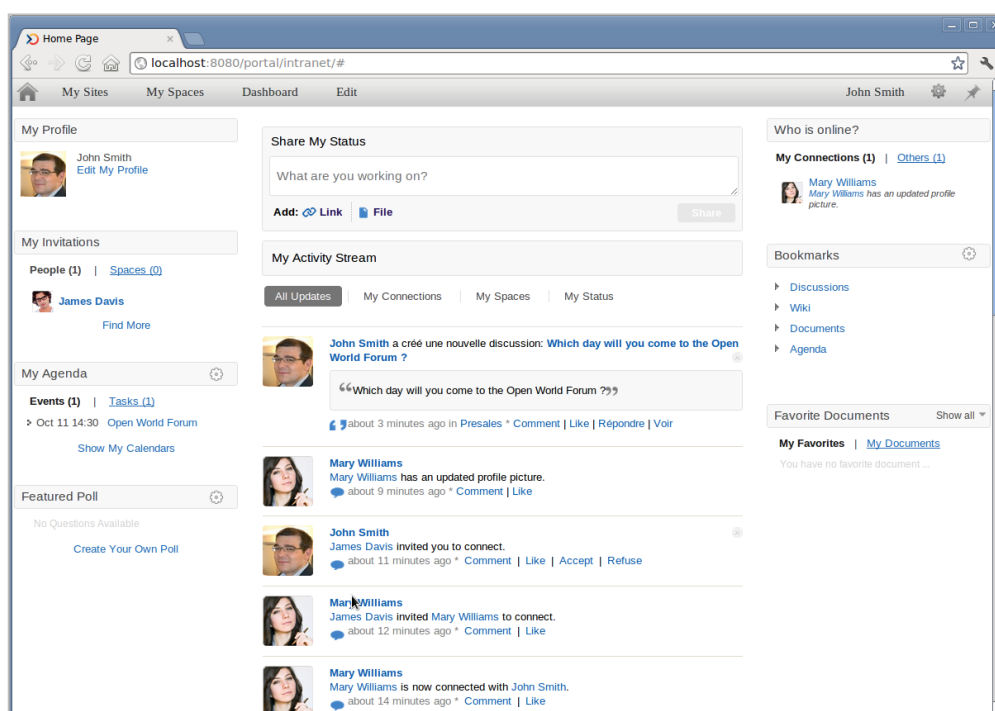 Home Page
localhost:8080/portal/intranet/#
My Sites My Spaces Dashboard Edit John Smith
My Profile
John Smith
Edit My Profile
My Invitations
People (1) | Spaces (0)
James Davis
Find More
My Agenda
Events (1) | Tasks (1)
Oct 11 14:30 Open World Forum
Show My Calendars
Featured Poll
No Questions Available
Create Your Own Poll
Share My Status
What are you working on?
Add: Link File Share
My Activity Stream
All Updates My Connections My Spaces My Status
John Smith a créé une nouvelle discussion: Which day will you come to the Open
World Forum ?
“Which day will you come to the Open World Forum ?”
about 3 minutes ago in Presales * Comment | Like | Répondre | Voir
Mary Williams
Mary Williams has an updated profile picture.
about 9 minutes ago * Comment | Like
John Smith
James Davis invited you to connect.
about 11 minutes ago * Comment | Like | Accept | Refuse
Mary Williams
James Davis invited Mary Williams to connect.
about 12 minutes ago * Comment | Like
Mary Williams
Mary Williams is now connected with John Smith.
about 14 minutes ago * Comment | Like
Who is online?
My Connections (1) | Others (1)
Mary Williams
Mary Williams has an updated profile
picture.
Bookmarks
Discussions
Wiki
Documents
Agenda
Favorite Documents Show all
My Favorites | My Documents
You have no favorite document ...